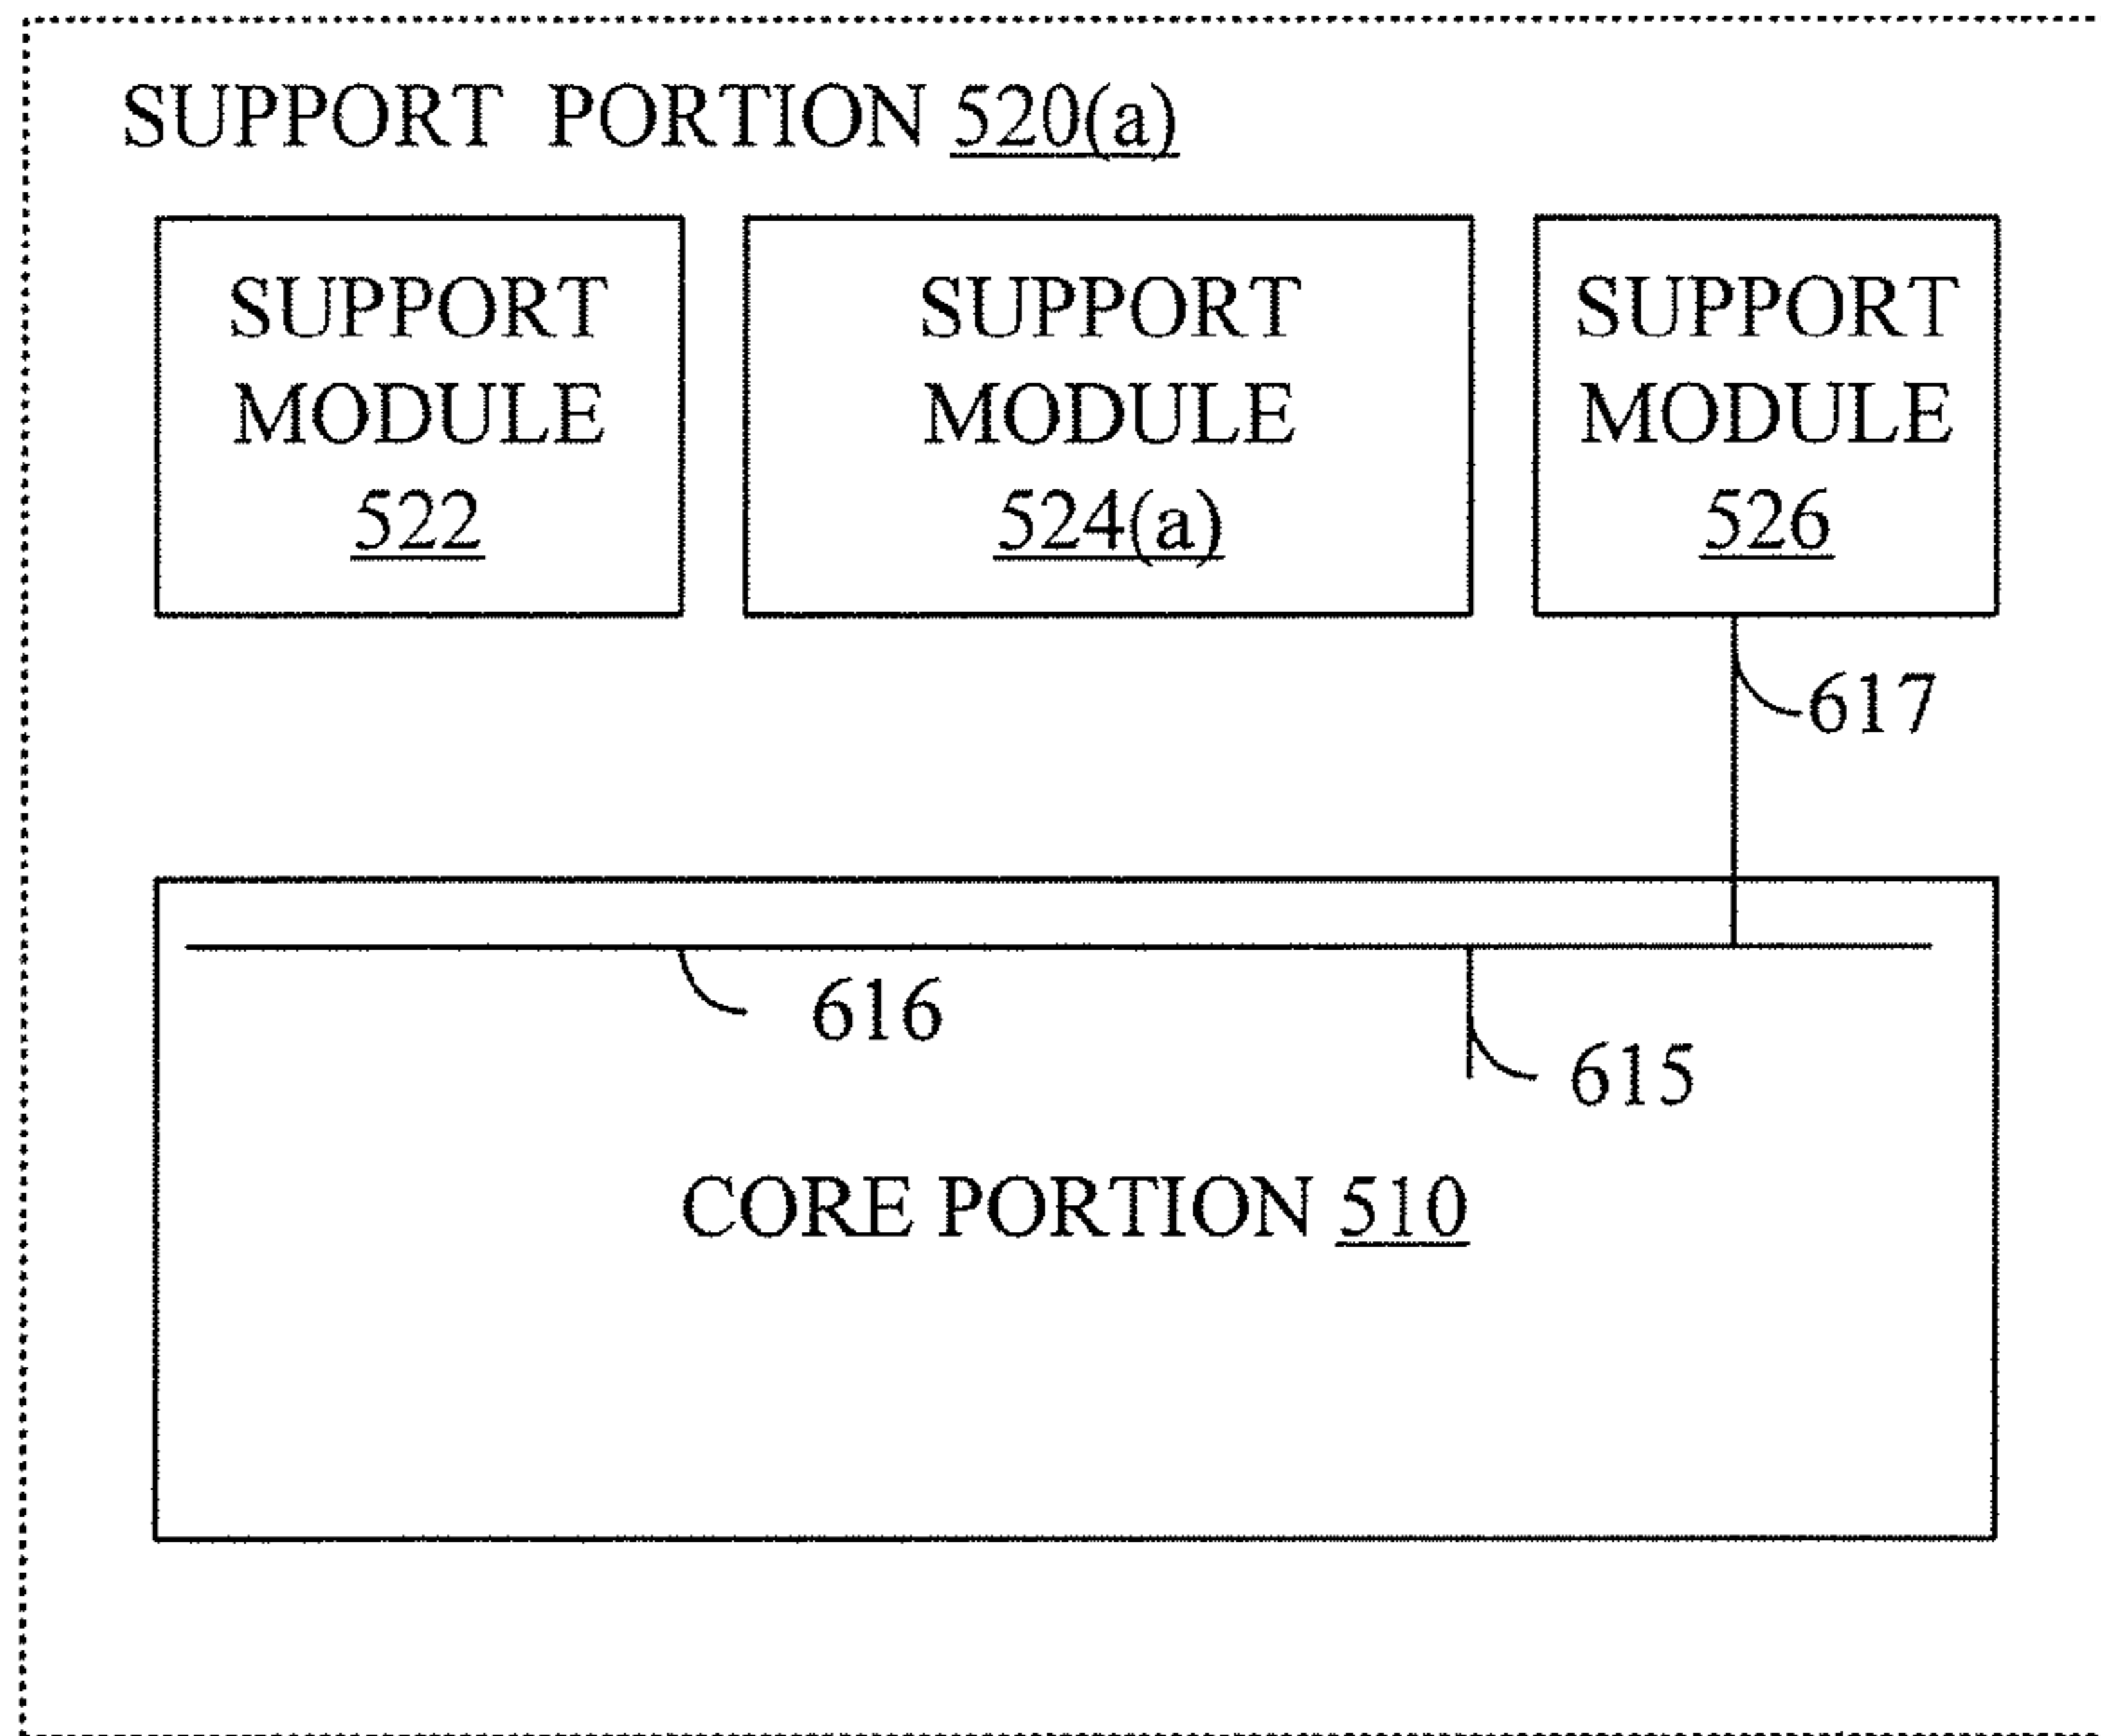 SUPPORT PORTION 520(a)
SUPPORT
MODULE
522
SUPPORT
MODULE
524(a)
SUPPORT
MODULE
526
617
616
615
CORE PORTION 510